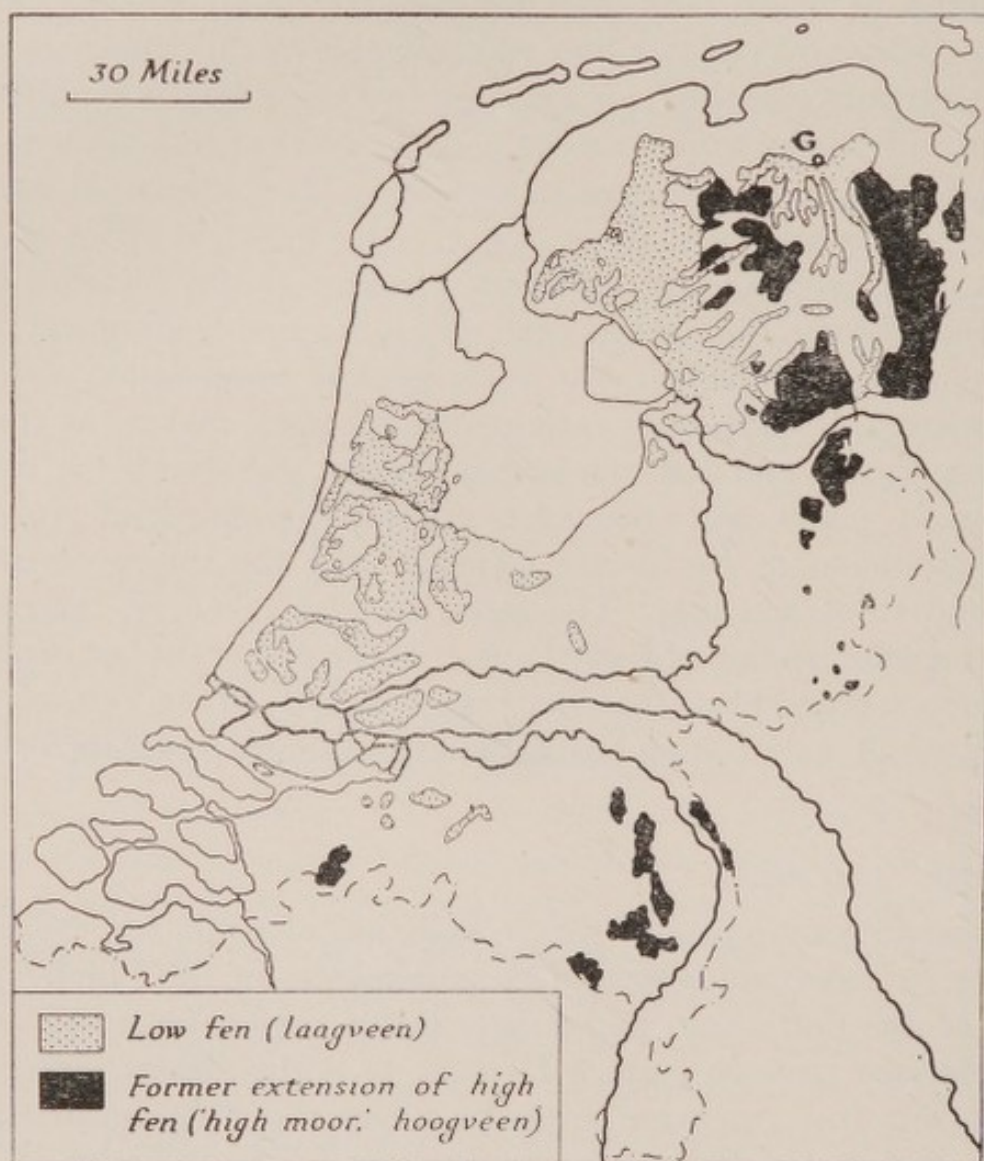 30 Miles
G
Low fen (laagveen)
Former extension of high
fen ('high moor.' hoogveen)